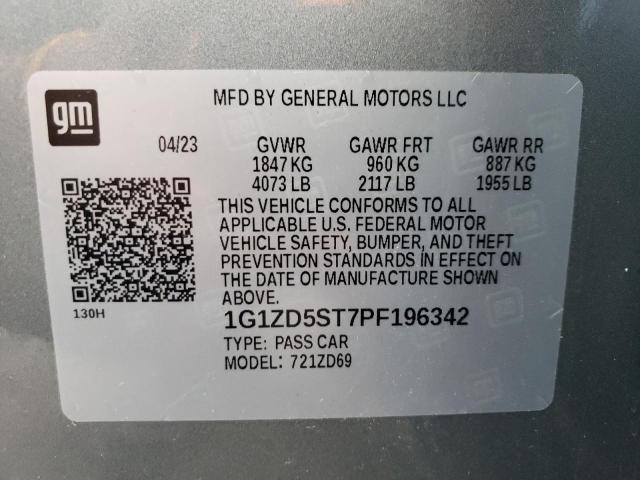 gm
MFD BY GENERAL MOTORS LLC
04/23 GVWR GAWR FRT GAWR RR
1847 KG 960 KG 887 KG
4073 LB 2117 LB 1955 LB
THIS VEHICLE CONFORMS TO ALL
APPLICABLE U.S. FEDERAL MOTOR
VEHICLE SAFETY, BUMPER, AND THEFT
PREVENTION STANDARDS IN EFFECT ON
THE DATE OF MANUFACTURE SHOWN
ABOVE.
130H
1G1ZD5ST7PF196342
TYPE: PASS CAR
MODEL: 721ZD69